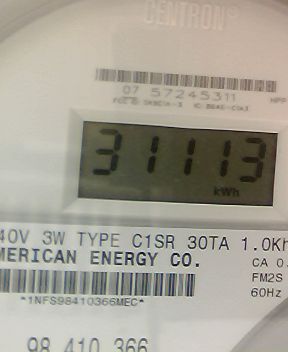 CENTRON®
07 57245311
31113
kWh
40V 3W TYPE C1SR 30TA 1.0Kh
MERICAN ENERGY CO.
CA 0.
FM2S
60Hz
*1NFS98410366MEC*
98 410 366